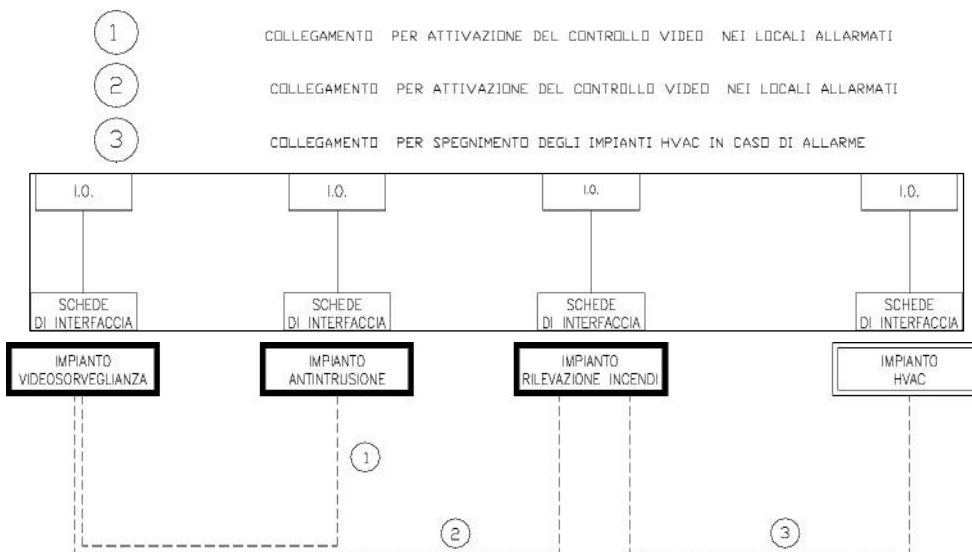 1 COLLEGAMENTO PER ATTIVAZIONE DEL CONTROLLO VIDEO NEI LOCALI ALLARMATI
2 COLLEGAMENTO PER ATTIVAZIONE DEL CONTROLLO VIDEO NEI LOCALI ALLARMATI
3 COLLEGAMENTO PER SPEGNIMENTO DEGLI IMPIANTI HVAC IN CASO DI ALLARME
I.O. I.O. I.O. I.O.
SCHEDE SCHEDE SCHEDE SCHEDE
DI INTERFACCIA DI INTERFACCIA DI INTERFACCIA DI INTERFACCIA
IMPIANTO IMPIANTO IMPIANTO IMPIANTO
VIDEOSORVEGLIANZA ANTINTRUSIONE RILEVAZIONE INCENDI HVAC
1
2 3